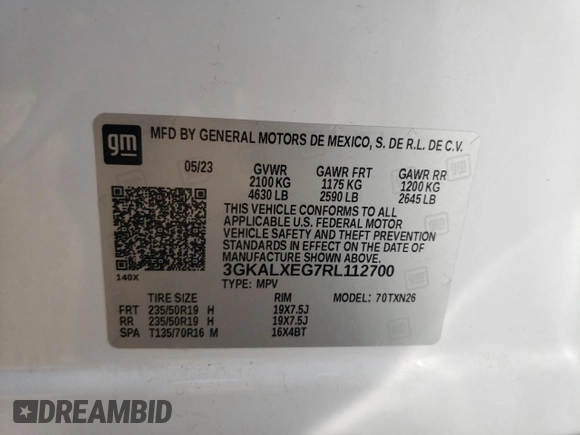 gm
MFD BY GENERAL MOTORS DE MEXICO, S. DE R.L. DE C.V.
05/23 GVWR GAWR FRT GAWR RR
2100 KG 1175 KG 1200 KG
4630 LB 2590 LB 2645 LB
THIS VEHICLE CONFORMS TO ALL
APPLICABLE U.S. FEDERAL MOTOR
VEHICLE SAFETY AND THEFT PREVENTION
STANDARDS IN EFFECT ON THE DATE OF
MANUFACTURE SHOWN ABOVE.
3GKALXEG7RL112700
140X TYPE: MPV
TIRE SIZE RIM MODEL: 70TXN26
FRT 235/50R19 H 19X7.5J
RR 235/50R19 H 19X7.5J
SPA T135/70R16 M 16X4BT
DREAMBID